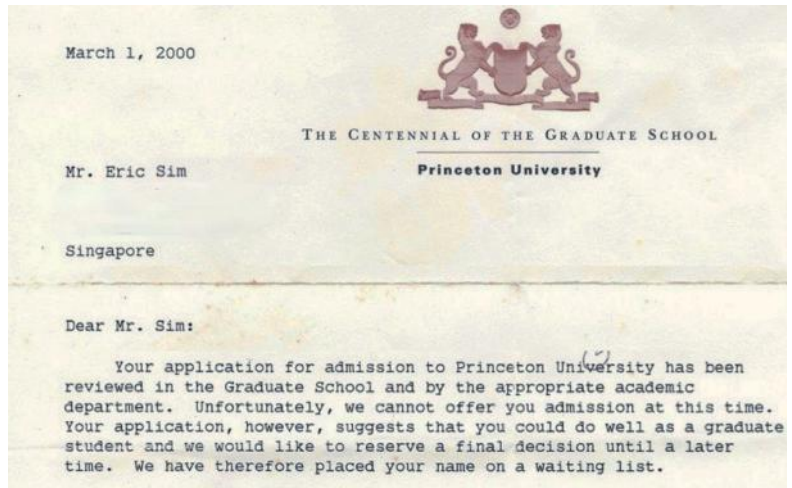 March 1, 2000
THE CENTENNIAL OF THE GRADUATE SCHOOL
Princeton University
Mr. Eric Sim
Singapore
Dear Mr. Sim:
Your application for admission to Princeton University has been
reviewed in the Graduate School and by the appropriate academic
department. Unfortunately, we cannot offer you admission at this time.
Your application, however, suggests that you could do well as a graduate
student and we would like to reserve a final decision until a later
time. We have therefore placed your name on a waiting list.